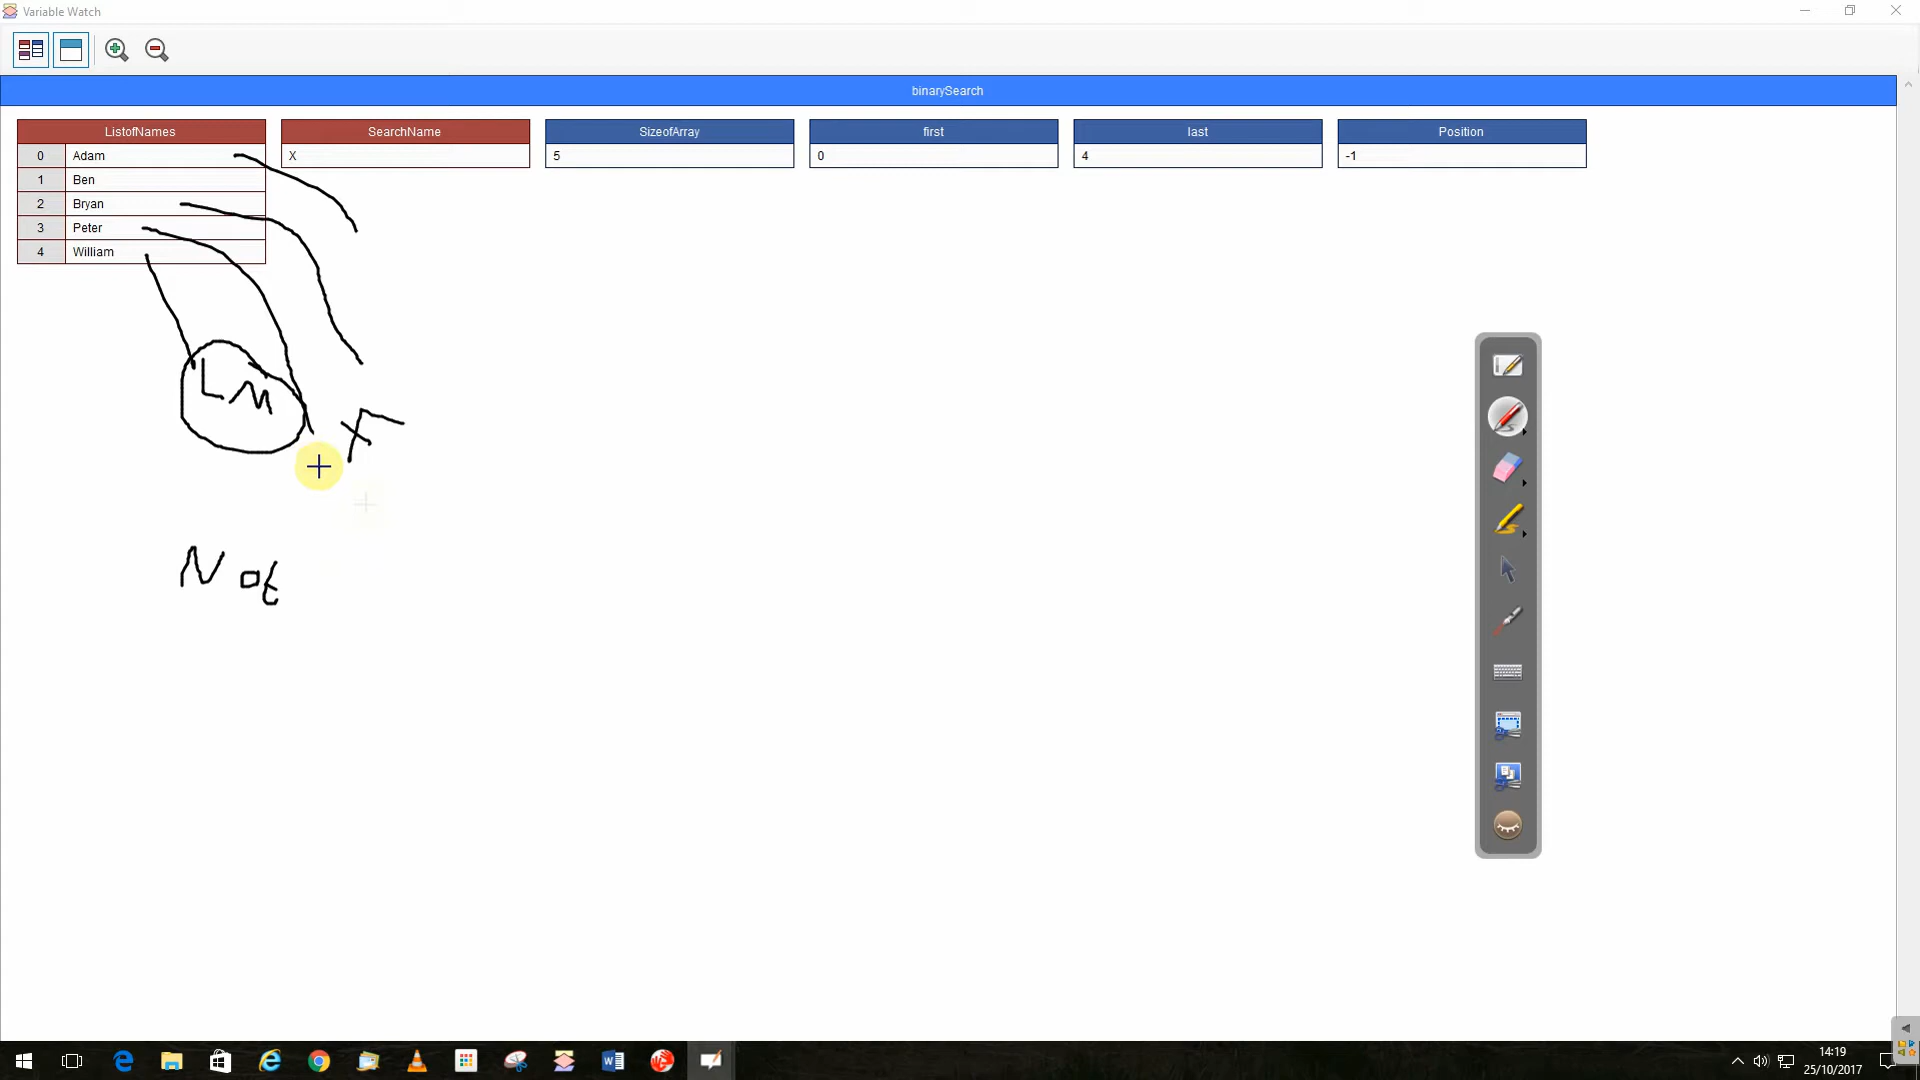 Variable Watch
binarySearch
ListofNames SearchName SizeofArray first last Position
0 Adam X 5 0 4 -1
1 Ben
2 Bryan
3 Peter
4 William
LM
F
Not
14:19
25/10/2017